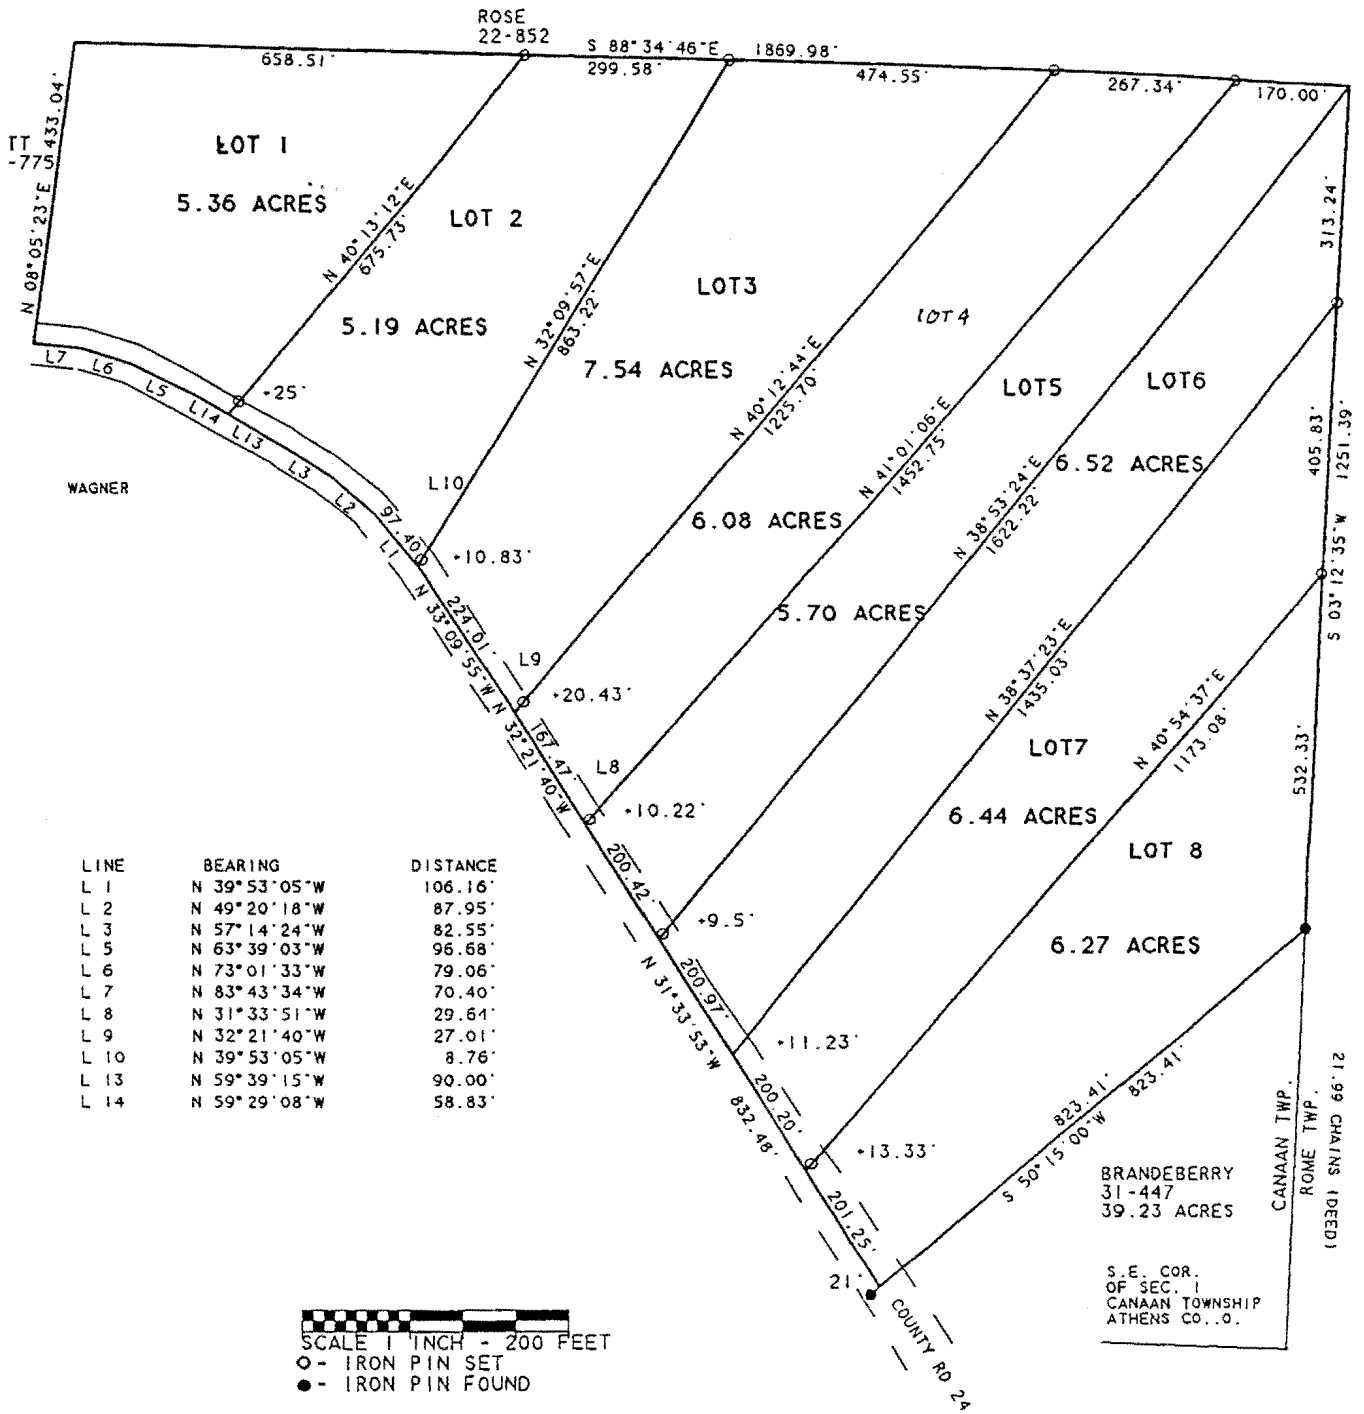 ROSE
22-852
S 88°34'46"E 1869.98'
658.51'
299.58'
474.55'
267.34'
170.00'
TT
-775
N 08°05'23"E 433.04'
LOT 1
5.36 ACRES
N 40°13'12"E
675.73'
LOT 2
5.19 ACRES
N 32°09'57"E
863.22'
LOT3
7.54 ACRES
LOT 4
N 40°12'44"E
1225.70'
6.08 ACRES
LOT5
N 41°01'06"E
1452.75'
5.70 ACRES
LOT6
6.52 ACRES
N 38°53'24"E
1622.22'
313.24'
405.83'
1251.39'
S 03°12'35"W
532.33'
L7
L6
L5
L14
L13
L3
L2
L1
+25'
WAGNER
L10
97.40
+10.83'
224.01'
N 33°09'55"W
L9
+20.43'
167.47'
N 32°21'40"W
L8
+10.22'
200.42'
+9.5'
N 38°37'23"E
1435.03'
LOT7
6.44 ACRES
N 40°54'37"E
1173.08'
LOT 8
6.27 ACRES
200.97'
N 31°33'53"W
832.48'
+11.23'
200.20'
+13.33'
201.25'
21'
COUNTY RD 24
823.41'
S 50°15'00"W
823.41'
BRANDEBERRY
31-447
39.23 ACRES
CANAAN TWP.
ROME TWP.
21.66 CHAINS (DEED)
S.E. COR.
OF SEC. 1
CANAAN TOWNSHIP
ATHENS CO..O.
LINE BEARING DISTANCE
L 1 N 39°53'05"W 106.16'
L 2 N 49°20'18"W 87.95'
L 3 N 57°14'24"W 82.55'
L 5 N 63°39'03"W 96.68'
L 6 N 73°01'33"W 79.06'
L 7 N 83°43'34"W 70.40'
L 8 N 31°33'51"W 29.64'
L 9 N 32°21'40"W 27.01'
L 10 N 39°53'05"W 8.76'
L 13 N 59°39'15"W 90.00'
L 14 N 59°29'08"W 58.83'
SCALE 1 INCH - 200 FEET
O - IRON PIN SET
● - IRON PIN FOUND